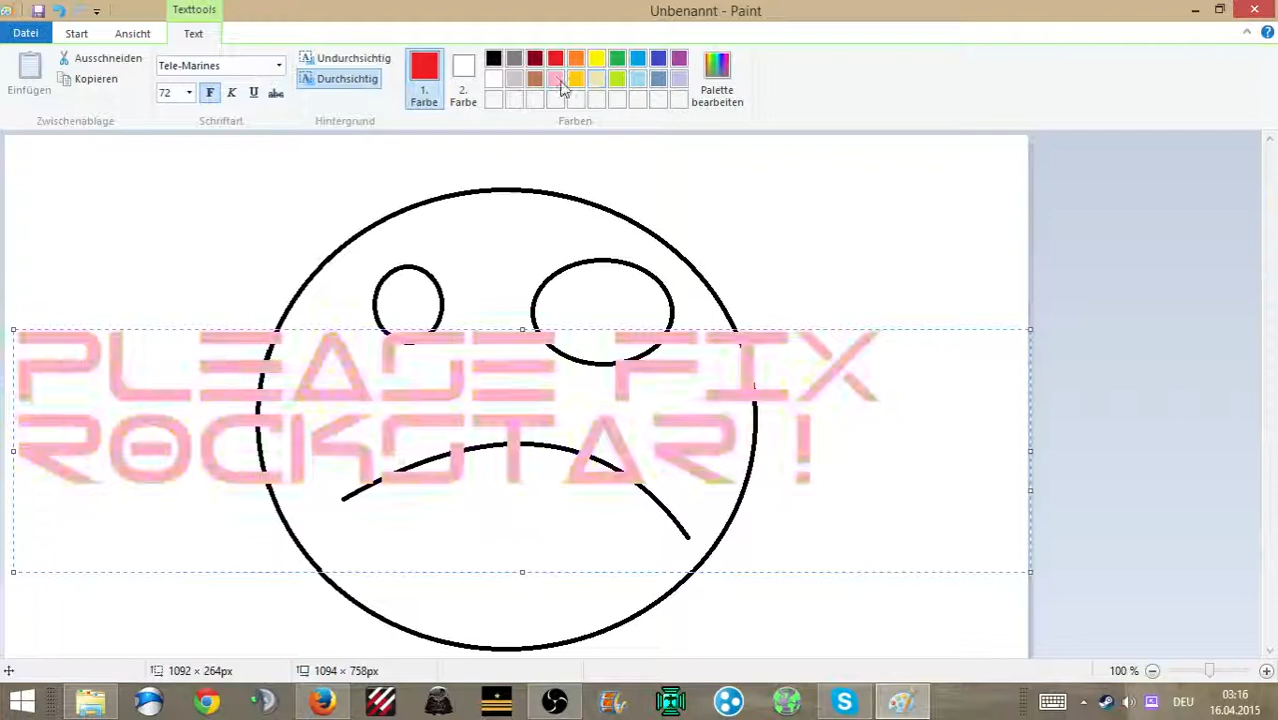 Texttools
Unbenannt - Paint
Datei
Start
Ansicht
Text
Einfügen
Ausschneiden
Kopieren
Zwischenablage
Tele-Marines
72
F K U abc
Schriftart
Undurchsichtig
Durchsichtig
Hintergrund
1.
Farbe
2.
Farbe
Palette
bearbeiten
Farben
PLEASE FIX
ROCKSTAR!
1092 × 264px
1094 × 758px
100 %
DEU
03:16
16.04.2015